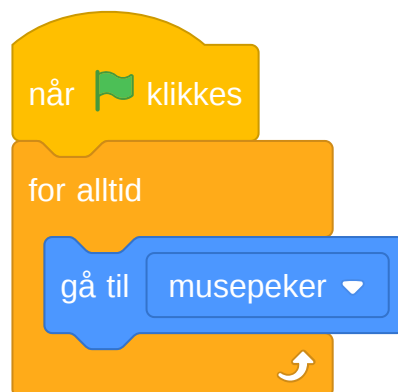 når klikkes
for alltid
gå til musepeker